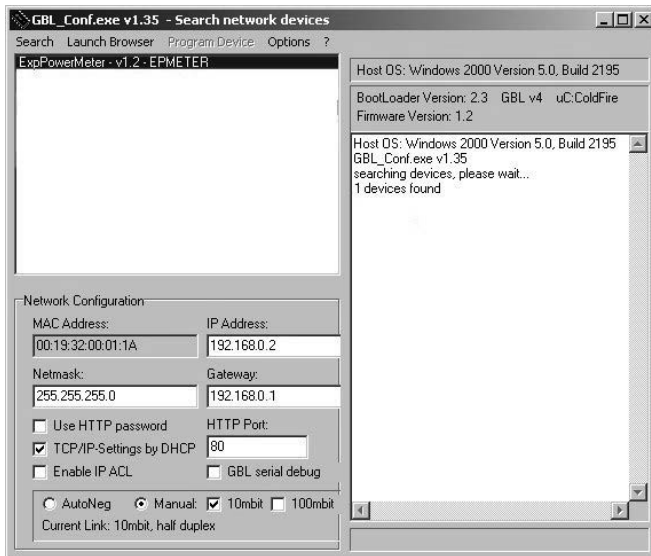 GBL_Conf.exe v1.35 - Search network devices
Search Launch Browser Program Device Options ?
ExpPowerMeter - v1.2 - EPMETER
Host OS: Windows 2000 Version 5.0, Build 2195
BootLoader Version: 2.3 GBL v4 uC:ColdFire
Firmware Version: 1.2
Host OS: Windows 2000 Version 5.0, Build 2195
GBL_Conf.exe v1.35
searching devices, please wait...
1 devices found
Network Configuration
MAC Address: IP Address:
00:19:32:00:01:1A 192.168.0.2
Netmask: Gateway:
255.255.255.0 192.168.0.1
Use HTTP password HTTP Port:
TCP/IP-Settings by DHCP 80
Enable IP ACL GBL serial debug
AutoNeg Manual: 10mbit 100mbit
Current Link: 10mbit, half duplex